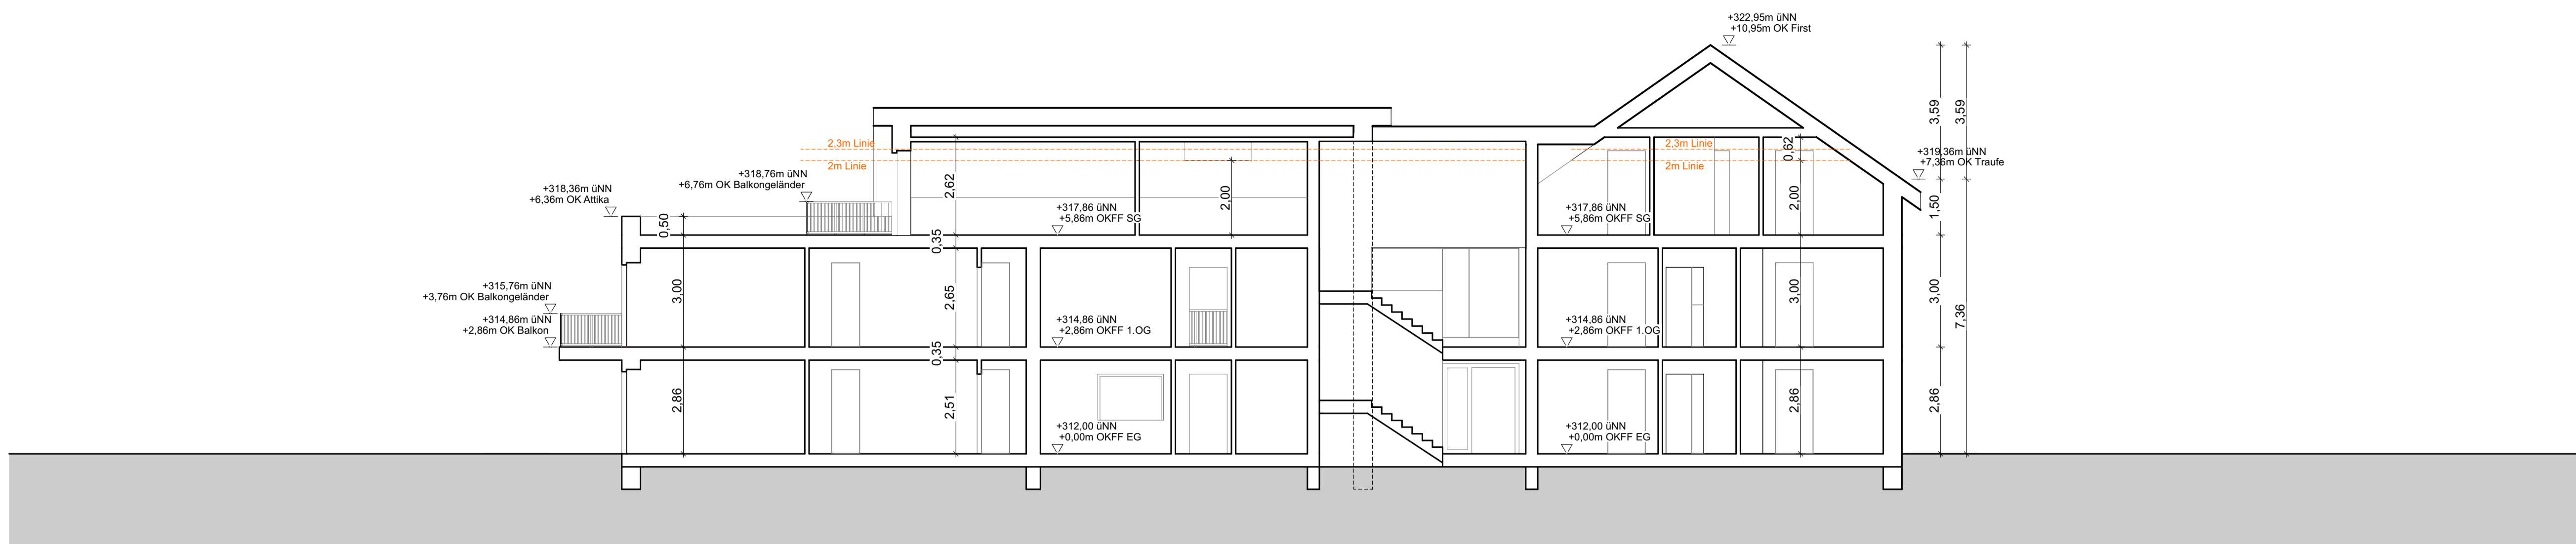 +322,95m üNN
+10,95m OK First
3,59
3,59
2,3m Linie
2m Linie
2,3m Linie
2m Linie
0,62
+319,36m üNN
+7,36m OK Traufe
+318,76m üNN
+6,76m OK Balkongeländer
+318,36m üNN
+6,36m OK Attika
0,50
2,62
2,00
+317,86 üNN
+5,86m OKFF SG
+317,86 üNN
+5,86m OKFF SG
2,00
1,50
0,35
3,00
2,65
3,00
3,00
7,36
+315,76m üNN
+3,76m OK Balkongeländer
+314,86m üNN
+2,86m OK Balkon
+314,86 üNN
+2,86m OKFF 1.OG
+314,86 üNN
+2,86m OKFF 1.OG
0,35
2,86
2,51
2,86
2,86
+312,00 üNN
+0,00m OKFF EG
+312,00 üNN
+0,00m OKFF EG